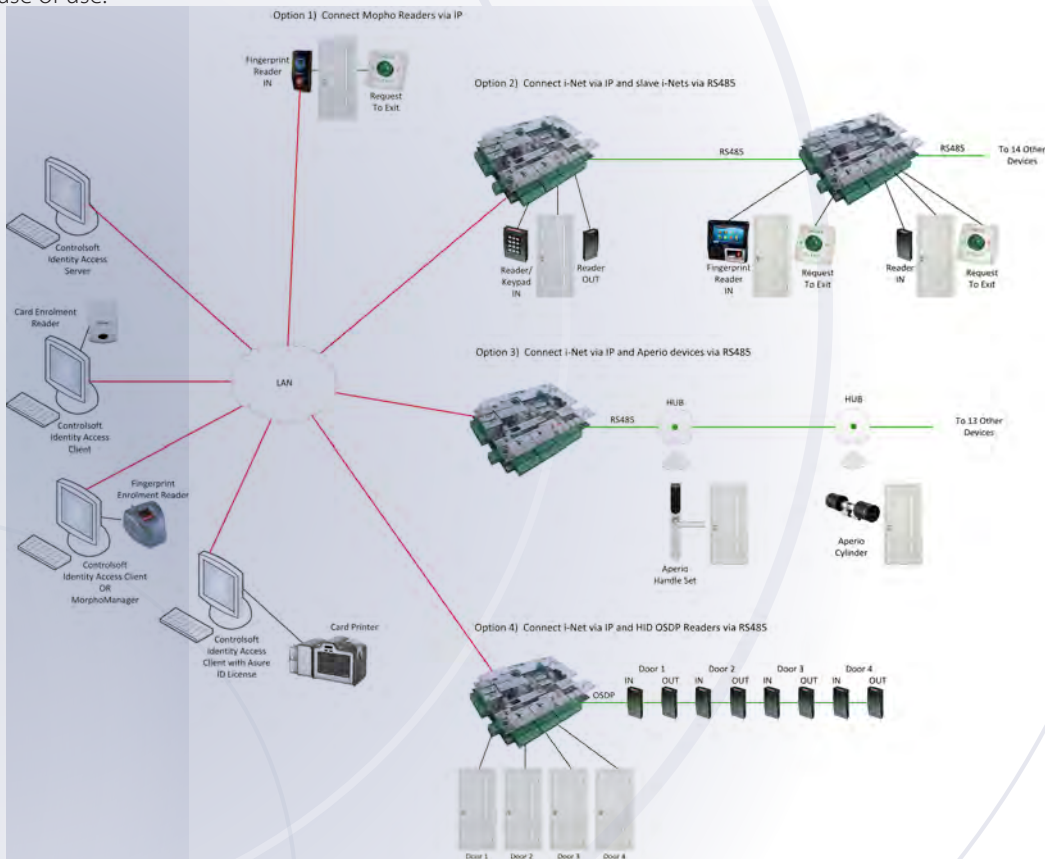 ase of use.
Option 1) Connect Mopho Readers via IP
Fingerprint
Reader
IN
Request
To Exit
Option 2) Connect i-Net via IP and slave i-Nets via RS485
RS485
RS485
To 14 Other
Devices
Reader/
Keypad
IN
Reader
OUT
Fingerprint
Reader
IN
Request
To Exit
Reader
IN
Request
To Exit
Controlsoft
Identity Access
Server
Card Enrolment
Reader
Controlsoft
Identity Access
Client
LAN
Option 3) Connect i-Net via IP and Aperio devices via RS485
RS485
HUB
HUB
To 13 Other
Devices
Aperio
Handle Set
Aperio
Cylinder
Fingerprint
Enrolment Reader
Controlsoft
Identity Access Client
OR
MorphoManager
Controlsoft
Identity Access
Client with Asure
ID License
Card Printer
Option 4) Connect i-Net via IP and HID OSDP Readers via RS485
OSDP
Door 1 Door 2 Door 3 Door 4
IN OUT IN OUT IN OUT IN OUT
Door 1 Door 2 Door 3 Door 4